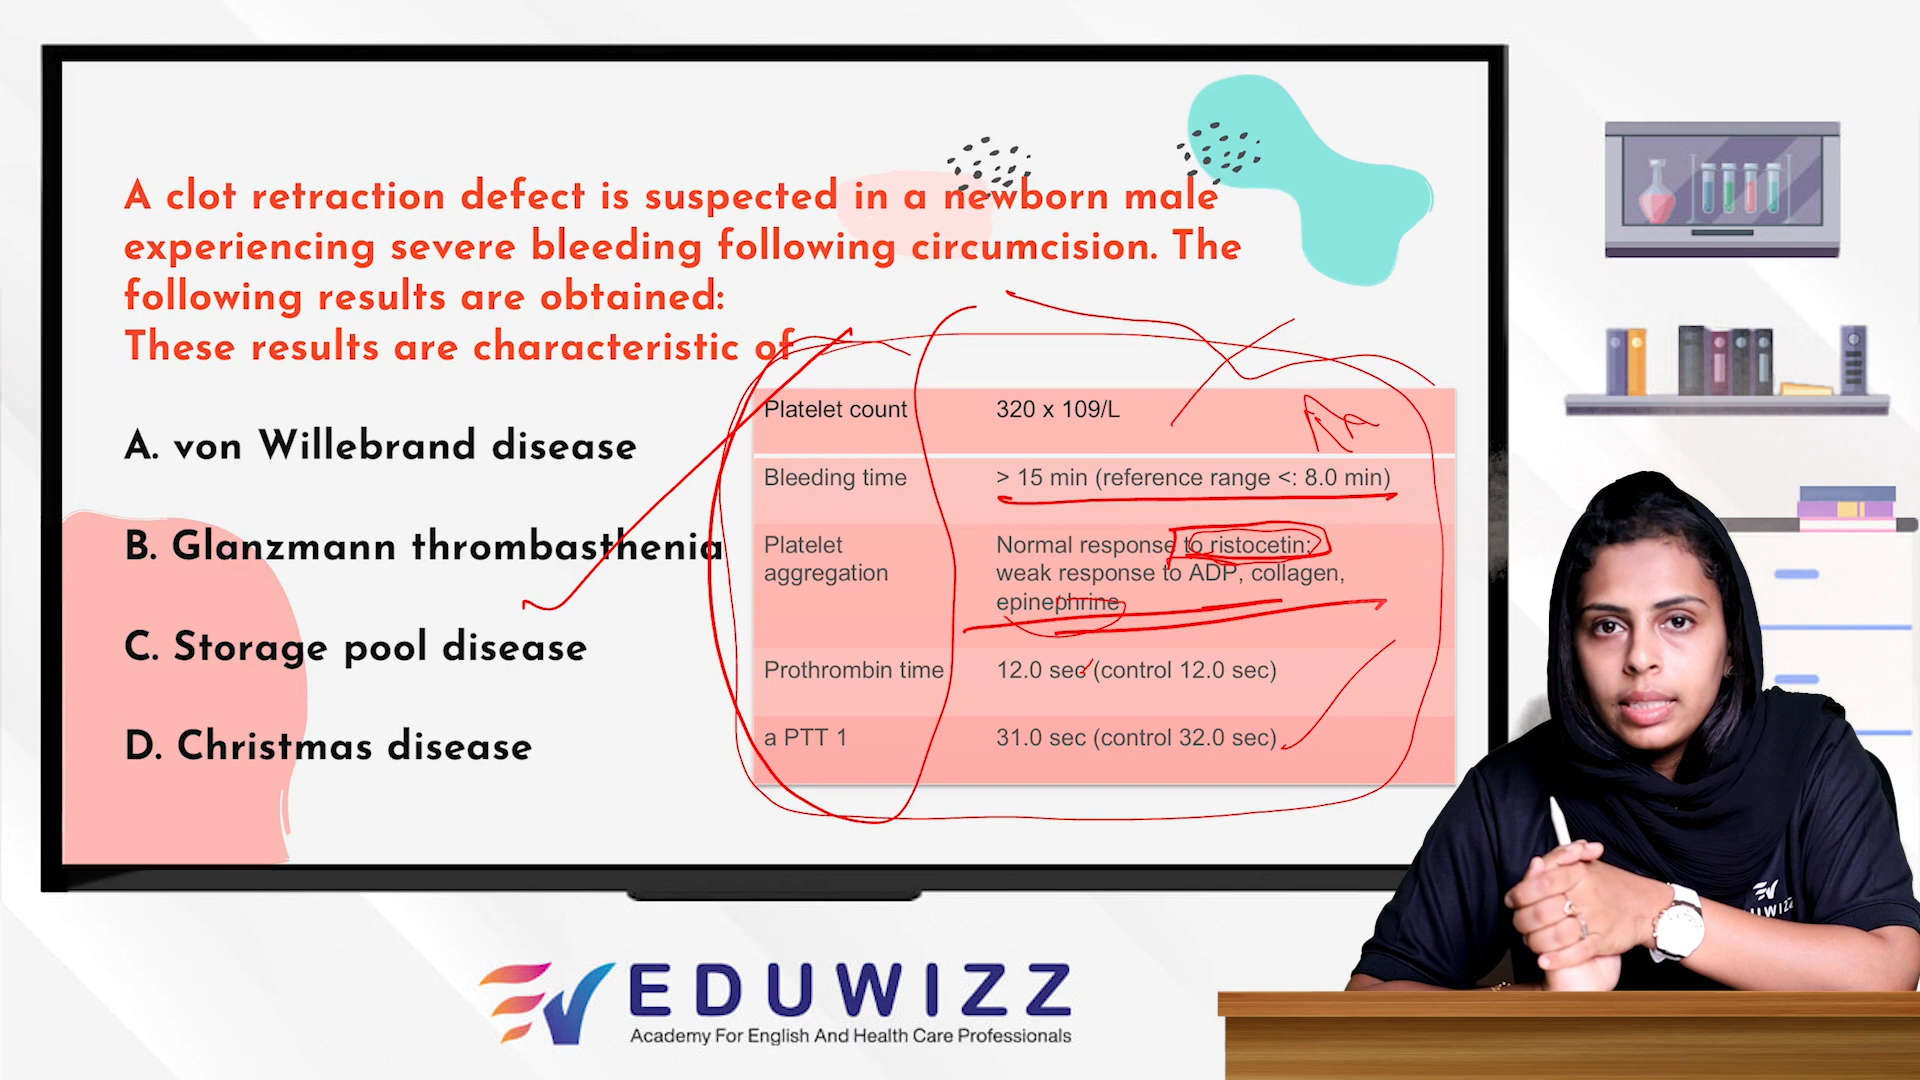 A clot retraction defect is suspected in a newborn male
experiencing severe bleeding following circumcision. The
following results are obtained:
These results are characteristic of
A. von Willebrand disease
B. Glanzmann thrombasthenia
C. Storage pool disease
D. Christmas disease
Platelet count 320 x 109/L
Bleeding time > 15 min (reference range <: 8.0 min)
Platelet aggregation Normal response to ristocetin;
weak response to ADP, collagen,
epinephrine
Prothrombin time 12.0 sec (control 12.0 sec)
a PTT 1 31.0 sec (control 32.0 sec)
EDUWIZZ
Academy For English And Health Care Professionals